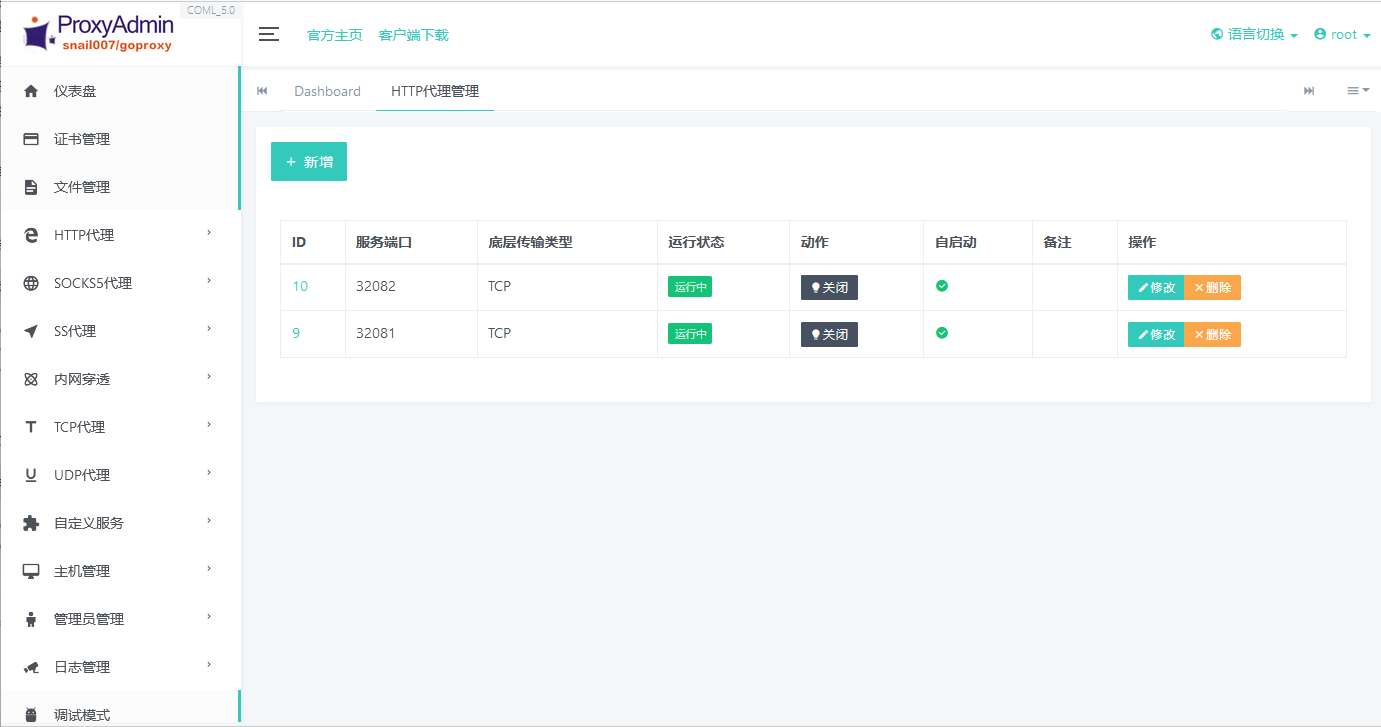 COML_5.0
ProxyAdmin
snail007/goproxy
官方主页 客户端下载
语言切换 root
仪表盘
证书管理
文件管理
HTTP代理
SOCKS5代理
SS代理
内网穿透
TCP代理
UDP代理
自定义服务
主机管理
管理员管理
日志管理
调试模式
Dashboard HTTP代理管理
+ 新增
ID 服务端口 底层传输类型 运行状态 动作 自启动 备注 操作
10 32082 TCP 运行中 关闭 修改 删除
9 32081 TCP 运行中 关闭 修改 删除